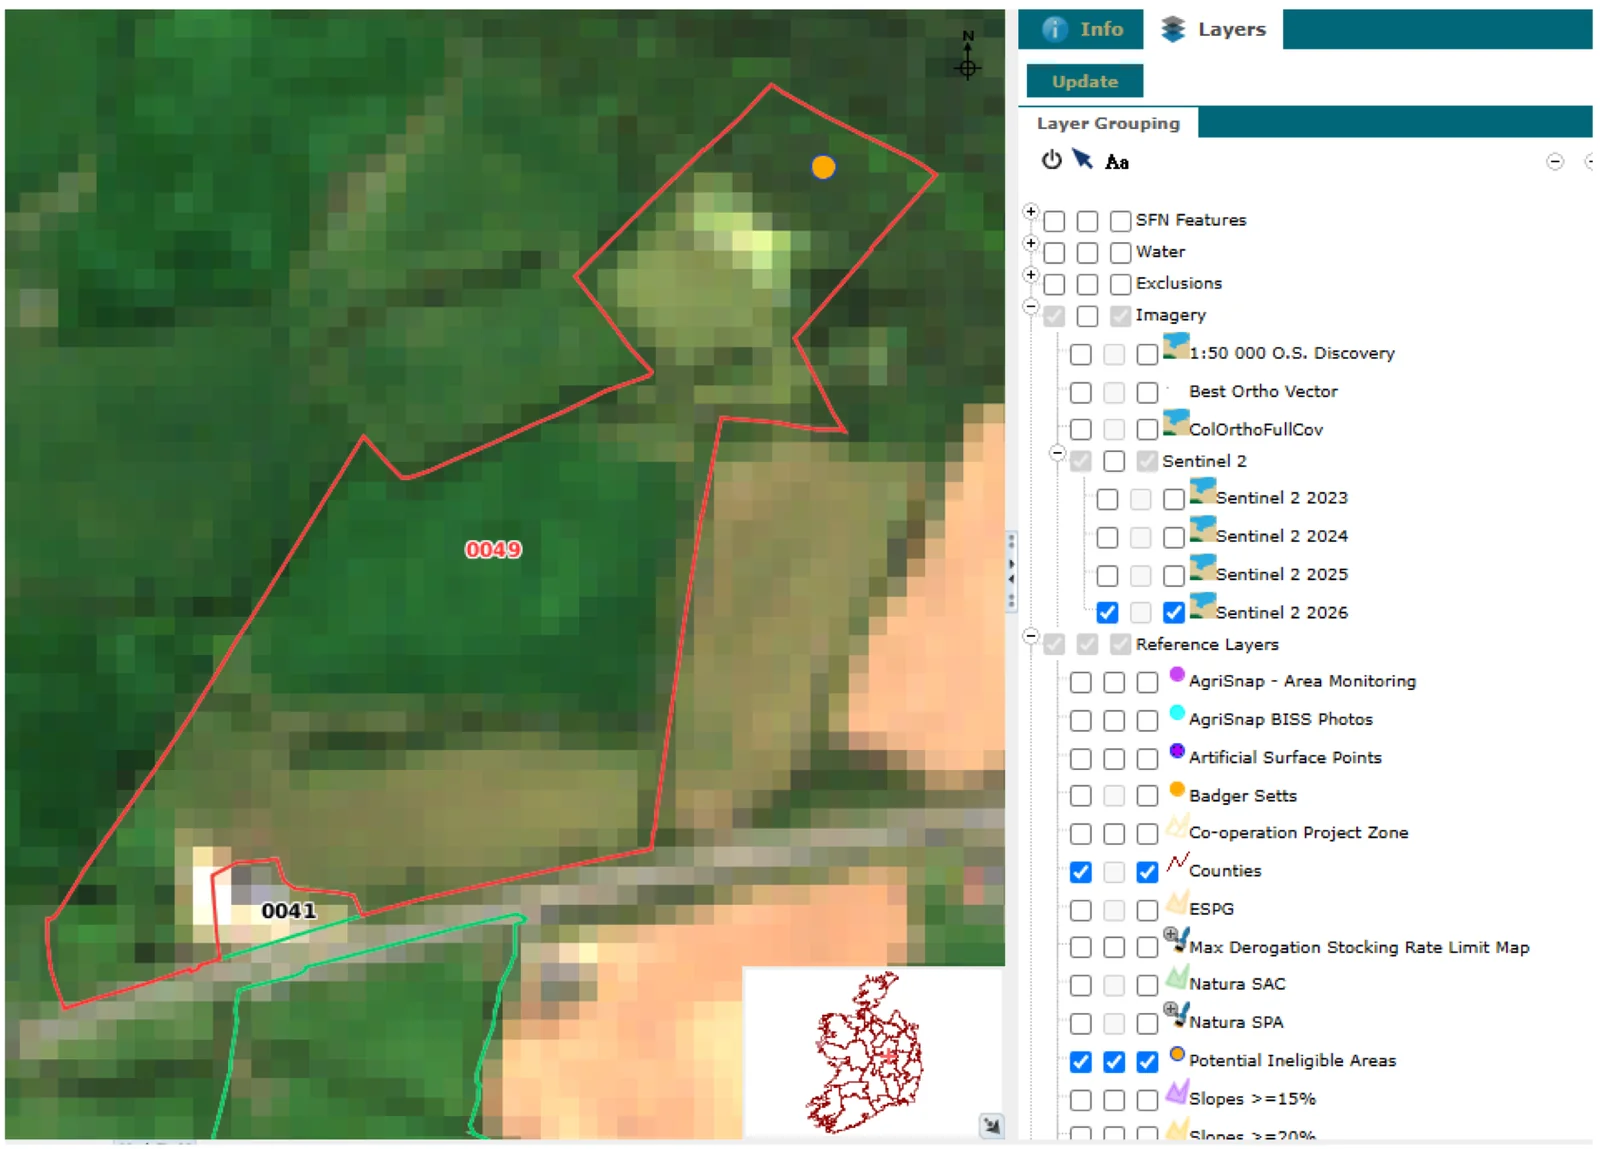 N
0049
0041
Info
Layers
Update
Layer Grouping
Aa
SFN Features
Water
Exclusions
Imagery
1:50 000 O.S. Discovery
Best Ortho Vector
ColOrthoFullCov
Sentinel 2
Sentinel 2 2023
Sentinel 2 2024
Sentinel 2 2025
Sentinel 2 2026
Reference Layers
AgriSnap - Area Monitoring
AgriSnap BISS Photos
Artificial Surface Points
Badger Setts
Co-operation Project Zone
Counties
ESPG
Max Derogation Stocking Rate Limit Map
Natura SAC
Natura SPA
Potential Ineligible Areas
Slopes >=15%
Slopes >=20%